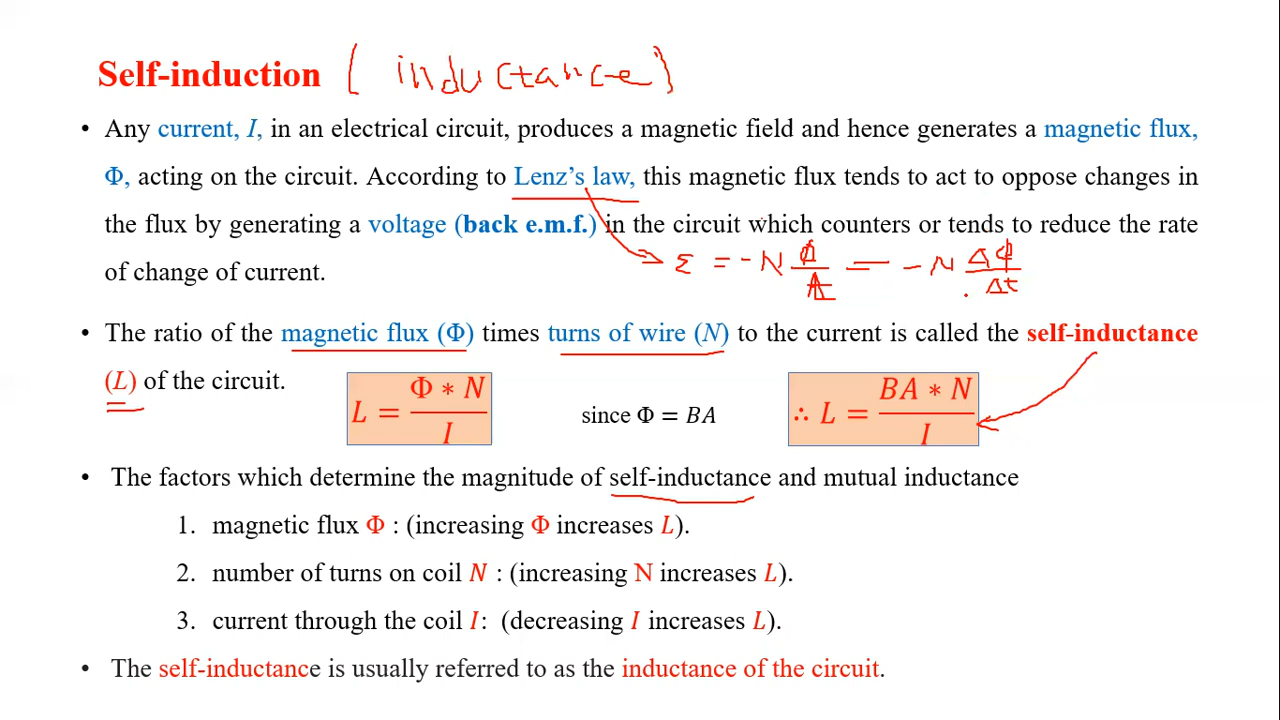 Self-induction ( inductance )
• Any current, I, in an electrical circuit, produces a magnetic field and hence generates a magnetic flux,
Φ, acting on the circuit. According to Lenz's law, this magnetic flux tends to act to oppose changes in
the flux by generating a voltage (back e.m.f.) in the circuit which counters or tends to reduce the rate
of change of current.
Σ = -N Φ/Δt = -N ΔΦ/Δt
• The ratio of the magnetic flux (Φ) times turns of wire (N) to the current is called the self-inductance
(L) of the circuit.
L = Φ ∗ N / I since Φ = BA ∴ L = BA ∗ N / I
• The factors which determine the magnitude of self-inductance and mutual inductance
1. magnetic flux Φ : (increasing Φ increases L).
2. number of turns on coil N : (increasing N increases L).
3. current through the coil I: (decreasing I increases L).
• The self-inductance is usually referred to as the inductance of the circuit.